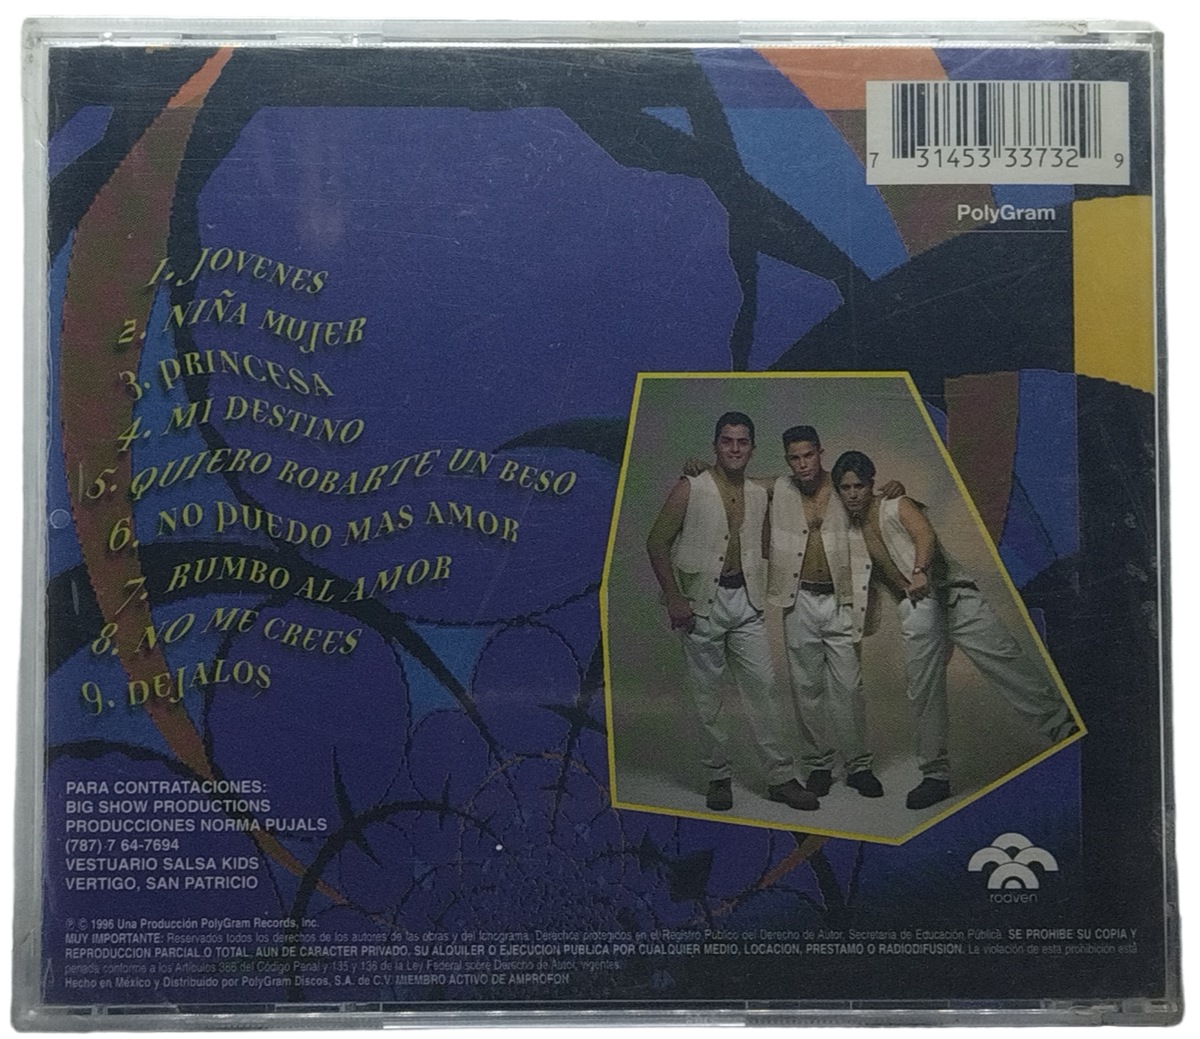 7 31453 33732 9
PolyGram
1. JOVENES
2. NIÑA MUJER
3. PRINCESA
4. MI DESTINO
5. QUIERO ROBARTE UN BESO
6. NO PUEDO MAS AMOR
7. RUMBO AL AMOR
8. NO ME CREES
9. DEJALOS
PARA CONTRATACIONES:
BIG SHOW PRODUCTIONS
PRODUCCIONES NORMA PUJALS
(787) 7 64-7694
VESTUARIO SALSA KIDS
VERTIGO, SAN PATRICIO
rodven
℗ © 1996 Una Producción PolyGram Records, Inc.
MUY IMPORTANTE: Reservados todos los derechos de los autores de las obras y del fonograma. Derechos protegidos en el Registro Público del Derecho de Autor. Secretaria de Educación Pública. SE PROHIBE SU COPIA Y
REPRODUCCION PARCIAL O TOTAL, AUN DE CARACTER PRIVADO. SU ALQUILER O EJECUCION PUBLICA POR CUALQUIER MEDIO, LOCACION, PRESTAMO O RADIODIFUSION. La violación de esta prohibición está
penada conforme a los Artículos 386 del Código Penal y 135 y 136 de la Ley Federal sobre Derecho de Autor, vigentes.
Hecho en México y Distribuido por PolyGram Discos, S.A. de C.V. MIEMBRO ACTIVO DE AMPROFON